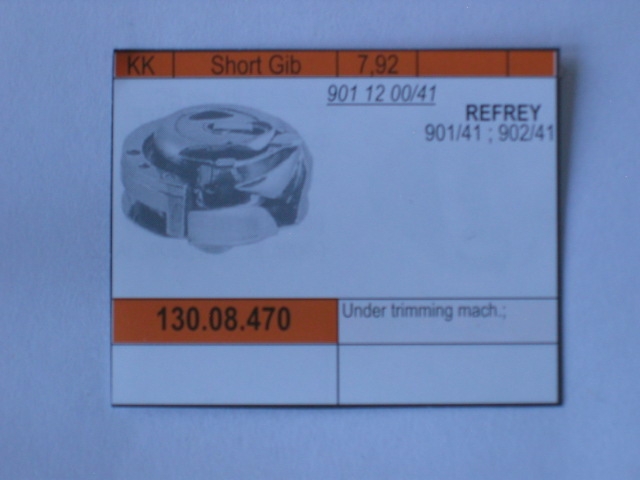 KK Short Gib 7,92
901 12 00/41
REFREY
901/41 ; 902/41
130.08.470
Under trimming mach.;